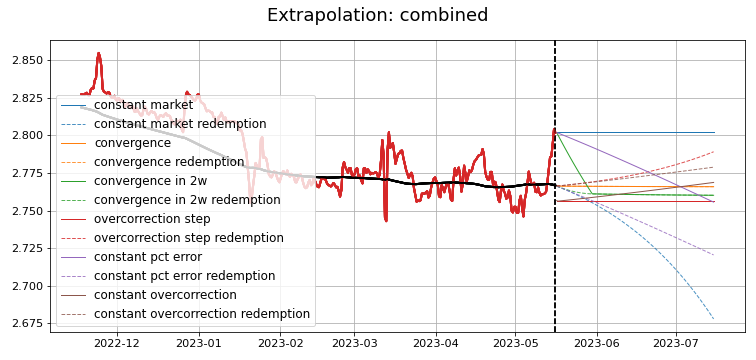 Extrapolation: combined
2.850
2.825
2.800
2.775
2.750
2.725
2.700
2.675
constant market
constant market redemption
convergence
convergence redemption
convergence in 2w
convergence in 2w redemption
overcorrection step
overcorrection step redemption
constant pct error
constant pct error redemption
constant overcorrection
constant overcorrection redemption
2022-12 2023-01 2023-02 2023-03 2023-04 2023-05 2023-06 2023-07